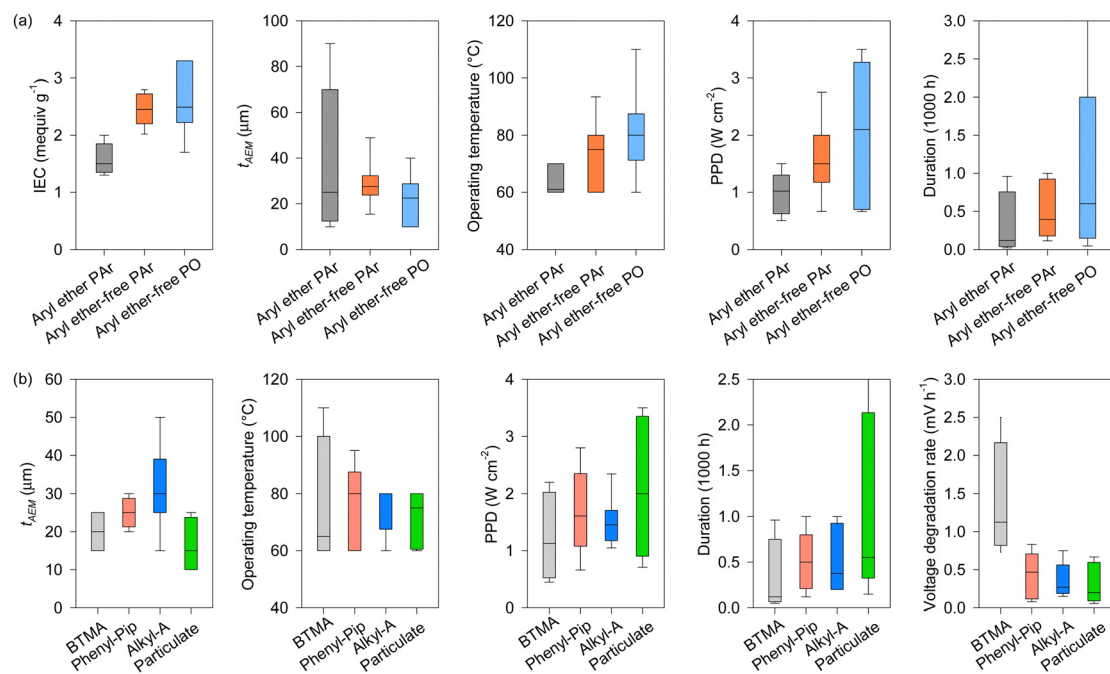 (a)
IEC (mequiv g⁻¹)
4
3
2
1
0
Aryl ether PAr
Aryl ether-free PAr
Aryl ether-free PO
t_AEM (μm)
100
80
60
40
20
0
Aryl ether PAr
Aryl ether-free PAr
Aryl ether-free PO
Operating temperature (°C)
120
100
80
60
40
Aryl ether PAr
Aryl ether-free PAr
Aryl ether-free PO
PPD (W cm⁻²)
4
3
2
1
0
Aryl ether PAr
Aryl ether-free PAr
Aryl ether-free PO
Duration (1000 h)
3.0
2.5
2.0
1.5
1.0
0.5
0.0
Aryl ether PAr
Aryl ether-free PAr
Aryl ether-free PO
(b)
t_AEM (μm)
60
50
40
30
20
10
0
BTMA
Phenyl-Pip
Alkyl-A
Particulate
Operating temperature (°C)
120
100
80
60
40
BTMA
Phenyl-Pip
Alkyl-A
Particulate
PPD (W cm⁻²)
4
3
2
1
0
BTMA
Phenyl-Pip
Alkyl-A
Particulate
Duration (1000 h)
2.5
2.0
1.5
1.0
0.5
0.0
BTMA
Phenyl-Pip
Alkyl-A
Particulate
Voltage degradation rate (mV h⁻¹)
3.0
2.5
2.0
1.5
1.0
0.5
0.0
BTMA
Phenyl-Pip
Alkyl-A
Particulate